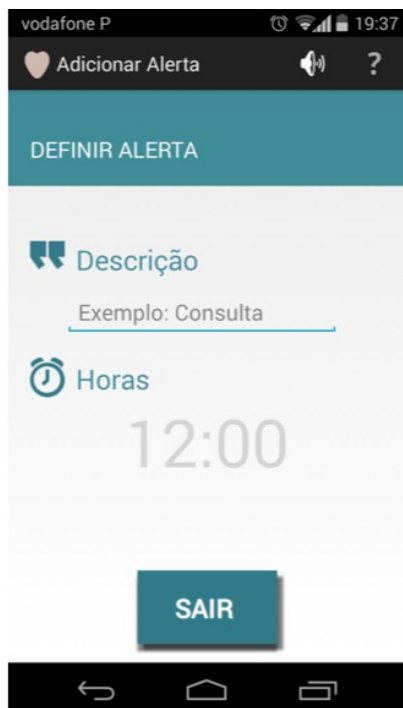 vodafone P 19:37
Adicionar Alerta ?
DEFINIR ALERTA
Descrição
Exemplo: Consulta
Horas
12:00
SAIR